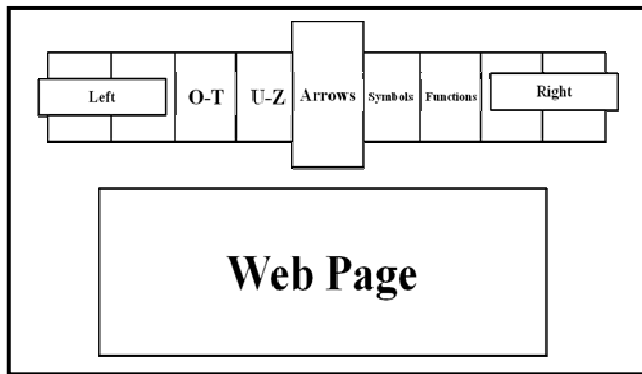 Left
O-T
U-Z
Arrows
Symbols
Functions
Right
Web Page